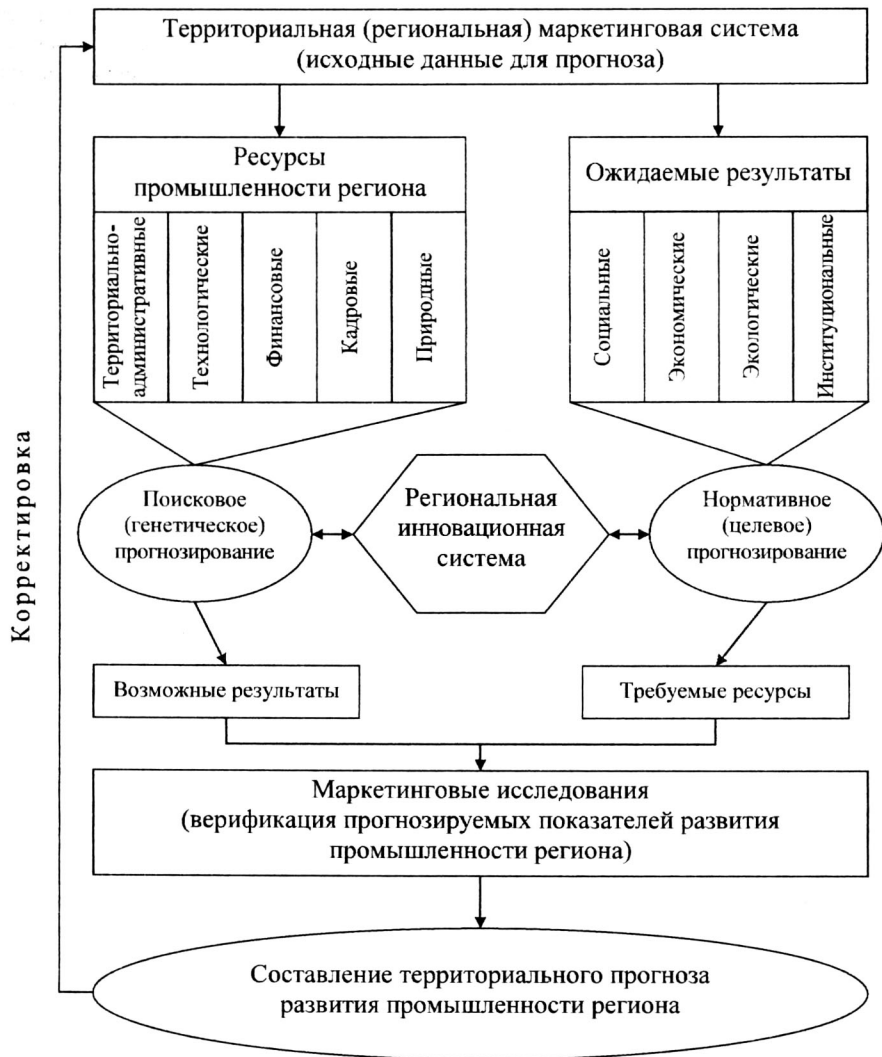 Территориальная (региональная) маркетинговая система
(исходные данные для прогноза)
Ресурсы
промышленности региона
Ожидаемые результаты
Территориально-
административные
Технологические
Финансовые
Кадровые
Природные
Социальные
Экономические
Экологические
Институциональные
Корректировка
Поисковое
(генетическое)
прогнозирование
Региональная
инновационная
система
Нормативное
(целевое)
прогнозирование
Возможные результаты
Требуемые ресурсы
Маркетинговые исследования
(верификация прогнозируемых показателей развития
промышленности региона)
Составление территориального прогноза
развития промышленности региона